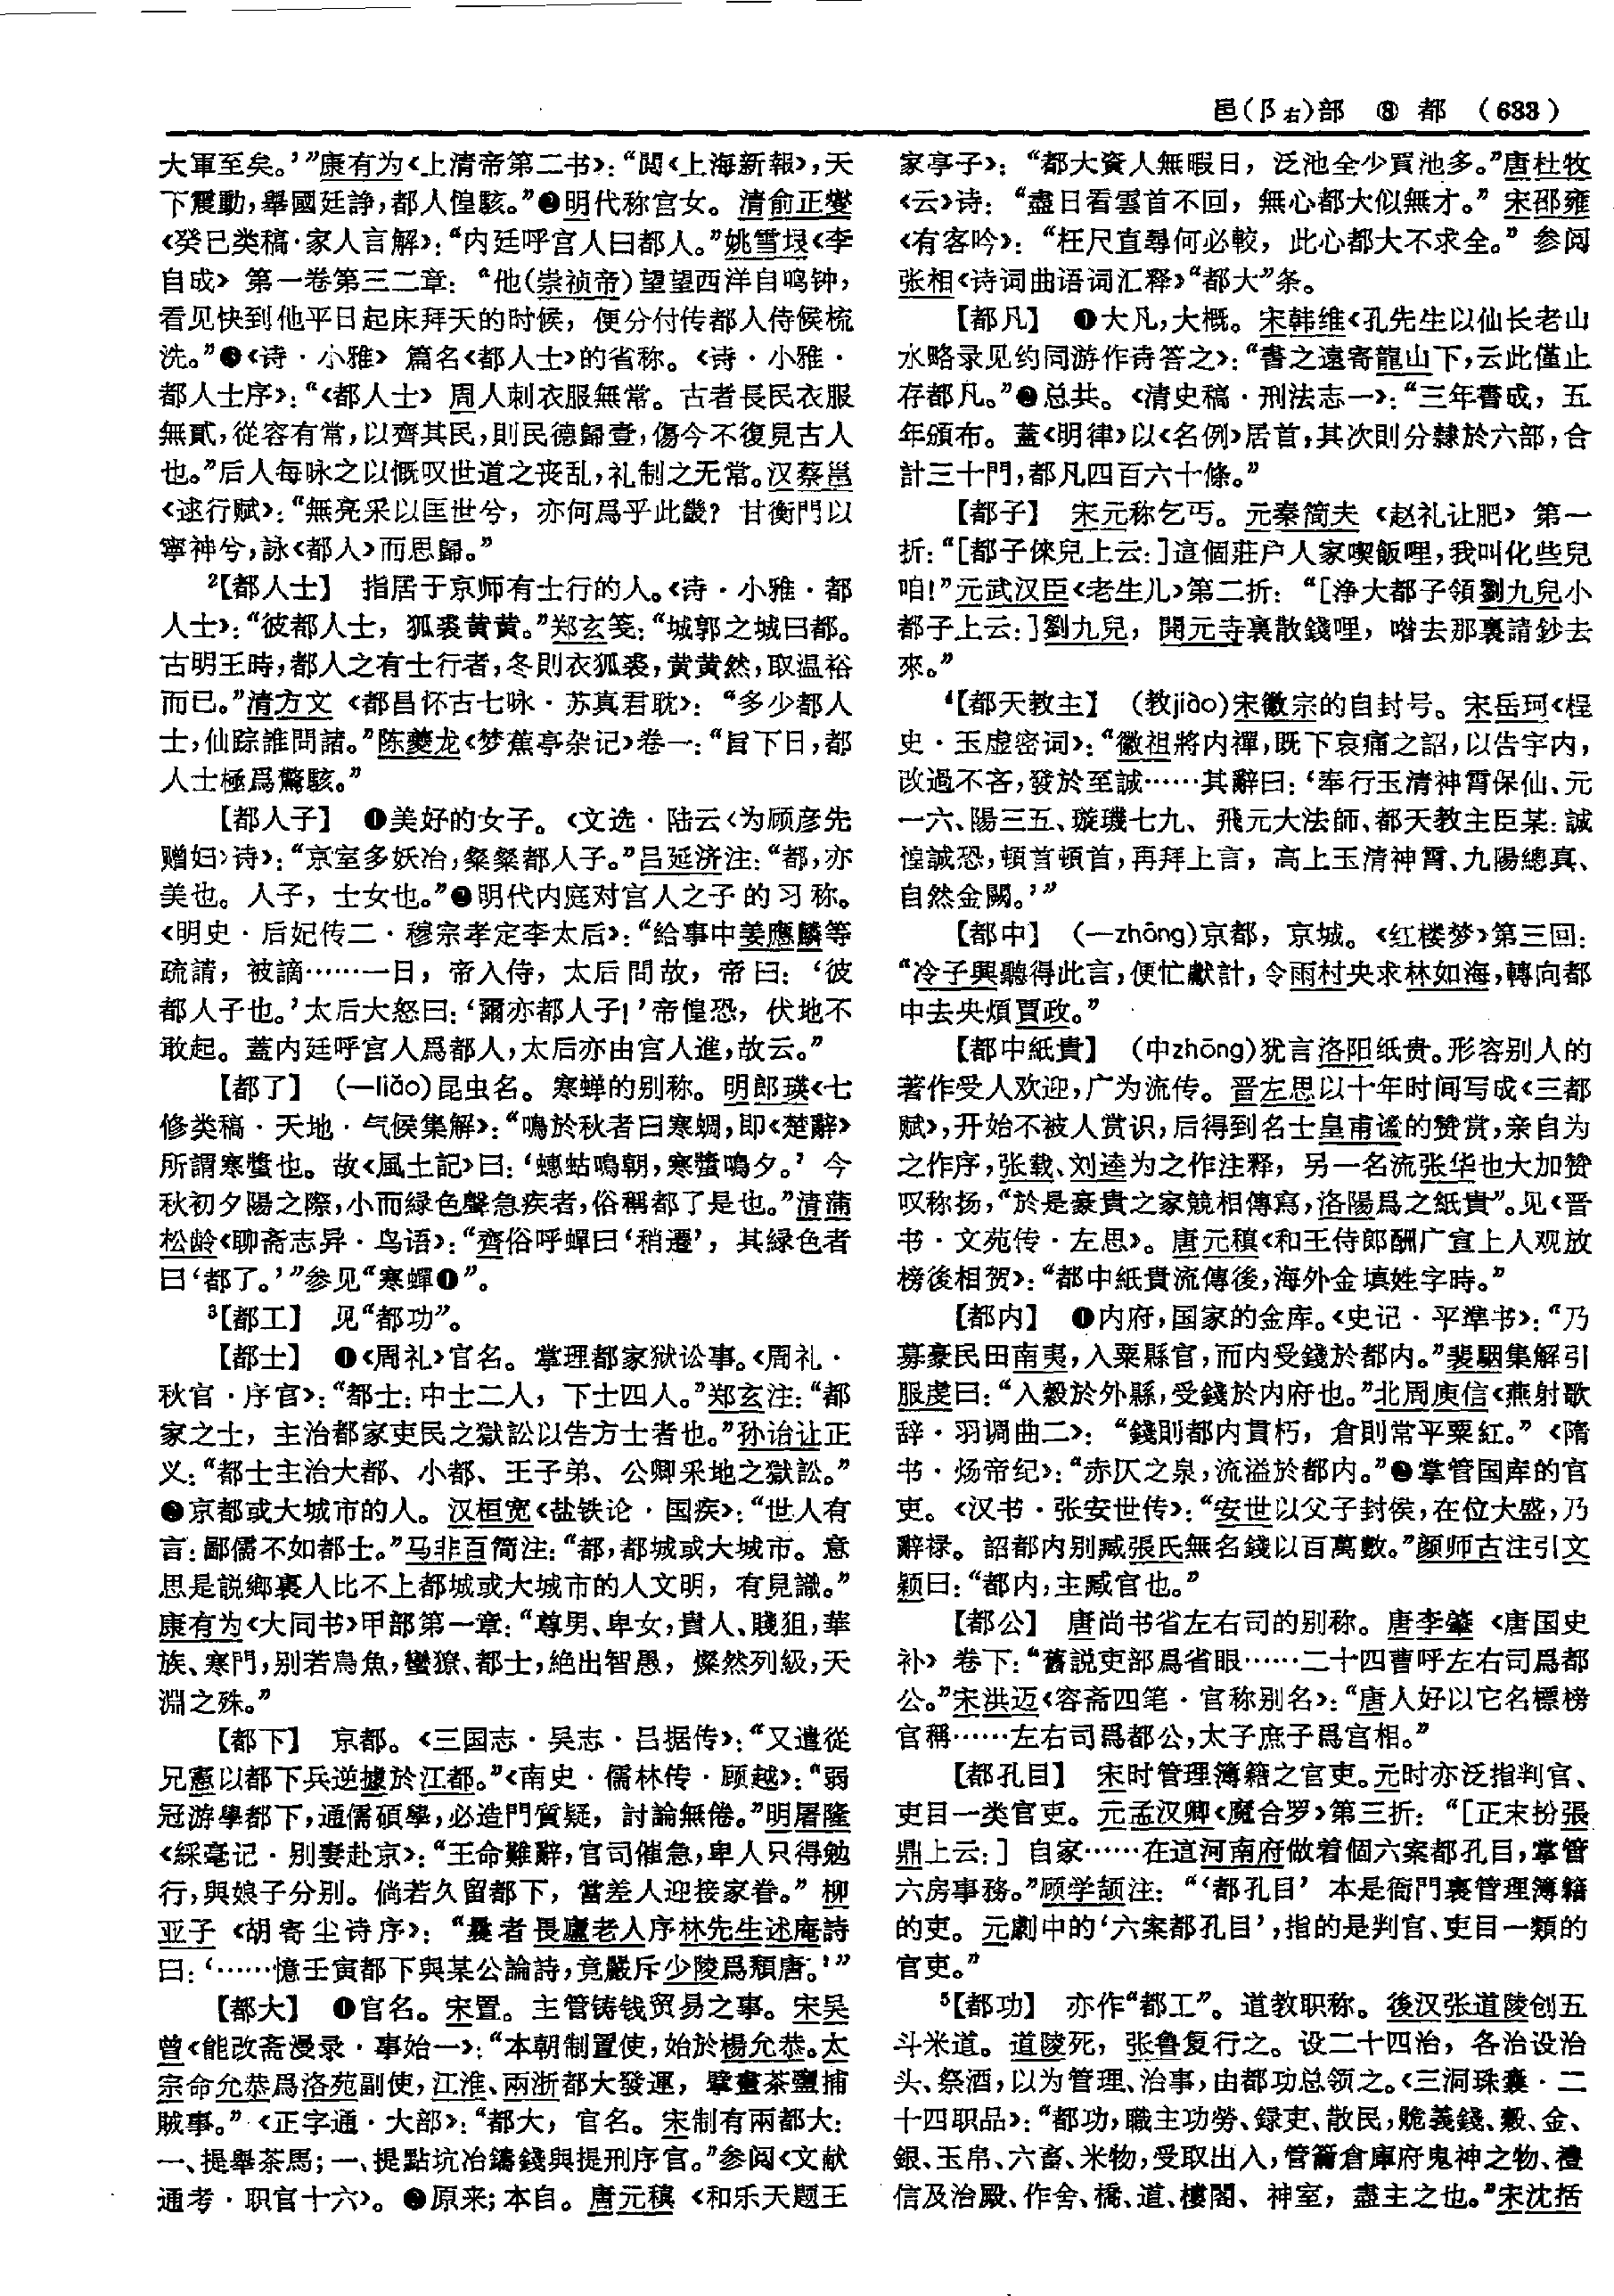 邑(阝右)部　⑧　都　(633)
大軍至矣。’”康有为《上清帝第二书》：“閲《上海新報》，天
下震動，舉國廷諍，都人惶駭。”❷明代称宫女。清俞正燮
《癸巳类稿·家人言解》：“内廷呼宫人曰都人。”姚雪垠《李
自成》第一卷第三二章：“他(崇祯帝)望望西洋自鸣钟，
看见快到他平日起床拜天的时候，便分付传都人侍候梳
洗。”❸《诗·小雅》篇名《都人士》的省称。《诗·小雅·
都人士序》：“《都人士》周人刺衣服無常。古者長民衣服
無貳，從容有常，以齊其民，則民德歸壹，傷今不復見古人
也。”后人每咏之以慨叹世道之丧乱，礼制之无常。汉蔡邕
《述行赋》：“無亮采以匡世兮，亦何爲乎此畿？甘衡門以
寧神兮，詠《都人》而思歸。”
²【都人士】　指居于京师有士行的人。《诗·小雅·都
人士》：“彼都人士，狐裘黄黄。”郑玄笺：“城郭之域曰都。
古明王時，都人之有士行者，冬則衣狐裘，黄黄然，取温裕
而已。”清方文《都昌怀古七咏·苏真君耽》：“多少都人
士，仙踪誰問諸。”陈夔龙《梦蕉亭杂记》卷一：“旨下日，都
人士極爲驚駭。”
【都人子】　❶美好的女子。《文选·陆云〈为顾彦先
赠妇〉诗》：“京室多妖冶，粲粲都人子。”吕延济注：“都，亦
美也。人子，士女也。”❷明代内庭对宫人之子的习称。
《明史·后妃传二·穆宗孝定李太后》：“給事中姜應麟等
疏請，被謫……一日，帝入侍，太后問故，帝曰：‘彼
都人子也。’太后大怒曰：‘爾亦都人子！’帝惶恐，伏地不
敢起。蓋内廷呼宫人爲都人，太后亦由宫人進，故云。”
【都了】　(—liǎo)昆虫名。寒蝉的别称。明郎瑛《七
修类稿·天地·气候集解》：“鳴於秋者曰寒蜩，即《楚辭》
所謂寒螿也。故《風土記》曰：‘蟪蛄鳴朝，寒螿鳴夕。’今
秋初夕陽之際，小而緑色聲急疾者，俗稱都了是也。”清蒲
松龄《聊斋志异·鸟语》：“齊俗呼蟬曰‘稍遷’，其緑色者
曰‘都了。’”参见“寒蟬❶”。
³【都工】　见“都功”。
【都士】　❶《周礼》官名。掌理都家狱讼事。《周礼·
秋官·序官》：“都士：中士二人，下士四人。”郑玄注：“都
家之士，主治都家吏民之獄訟以告方士者也。”孙诒让正
义：“都士主治大都、小都、王子弟、公卿采地之獄訟。”
❷京都或大城市的人。汉桓宽《盐铁论·国疾》：“世人有
言：鄙儒不如都士。”马非百简注：“都，都城或大城市。意
思是説鄉裏人比不上都城或大城市的人文明，有見識。”
康有为《大同书》甲部第一章：“尊男、卑女，貴人、賤狙，華
族、寒門，别若鳥魚，蠻獠、都士，絶出智愚，燦然列級，天
淵之殊。”
【都下】　京都。《三国志·吴志·吕据传》：“又遣從
兄憲以都下兵逆據於江都。”《南史·儒林传·顾越》：“弱
冠游學都下，通儒碩學，必造門質疑，討論無倦。”明屠隆
《綵毫记·别妻赴京》：“王命難辭，官司催急，卑人只得勉
行，與娘子分别。倘若久留都下，當差人迎接家眷。”柳
亚子《胡寄尘诗序》：“曩者畏廬老人序林先生述庵詩
曰：‘……憶壬寅都下與某公論詩，竟嚴斥少陵爲頹唐。’”
【都大】　❶官名。宋置。主管铸钱贸易之事。宋吴
曾《能改斋漫录·事始一》：“本朝制置使，始於楊允恭。太
宗命允恭爲洛苑副使，江淮、兩浙都大發運，擘畫茶鹽捕
賊事。”《正字通·大部》：“都大，官名。宋制有兩都大：
一、提舉茶馬；一、提點坑冶鑄錢與提刑序官。”参阅《文献
通考·职官十六》。❷原来；本自。唐元稹《和乐天题王
家亭子》：“都大資人無暇日，泛池全少買池多。”唐杜牧
《云》诗：“盡日看雲首不回，無心都大似無才。”宋邵雍
《有客吟》：“枉尺直尋何必較，此心都大不求全。”参阅
张相《诗词曲语词汇释》“都大”条。
【都凡】　❶大凡，大概。宋韩维《孔先生以仙长老山
水略录见约同游作诗答之》：“書之遠寄龍山下，云此僅止
存都凡。”❷总共。《清史稿·刑法志一》：“三年書成，五
年頒布。蓋《明律》以《名例》居首，其次則分隸於六部，合
計三十門，都凡四百六十條。”
【都子】　宋元称乞丐。元秦简夫《赵礼让肥》第一
折：“[都子倈兒上云：]這個莊户人家喫飯哩，我叫化些兒
咱！”元武汉臣《老生儿》第二折：“[浄大都子領劉九兒小
都子上云：]劉九兒，開元寺裏散錢哩，喒去那裏請鈔去
來。”
⁴【都天教主】　(教jiào)宋徽宗的自封号。宋岳珂《桯
史·玉虚密词》：“徽祖將内禪，既下哀痛之詔，以告宇内，
改過不吝，發於至誠……其辭曰：‘奉行玉清神霄保仙、元
一六、陽三五、璇璣七九、飛元大法師、都天教主臣某：誠
惶誠恐，頓首頓首，再拜上言，高上玉清神霄、九陽總真、
自然金闕。’”
【都中】　(—zhōng)京都，京城。《红楼梦》第三回：
“冷子興聽得此言，便忙獻計，令雨村央求林如海，轉向都
中去央煩賈政。”
【都中紙貴】　(中zhōng)犹言洛阳纸贵。形容别人的
著作受人欢迎，广为流传。晋左思以十年时间写成《三都
赋》，开始不被人赏识，后得到名士皇甫谧的赞赏，亲自为
之作序，张载、刘逵为之作注释，另一名流张华也大加赞
叹称扬，“於是豪貴之家競相傳寫，洛陽爲之紙貴”。见《晋
书·文苑传·左思》。唐元稹《和王侍郎酬广宣上人观放
榜後相贺》：“都中紙貴流傳後，海外金填姓字時。”
【都内】　❶内府，国家的金库。《史记·平準书》：“乃
募豪民田南夷，入粟縣官，而内受錢於都内。”裴駰集解引
服虔曰：“入穀於外縣，受錢於内府也。”北周庾信《燕射歌
辞·羽调曲二》：“錢則都内貫朽，倉則常平粟紅。”《隋
书·炀帝纪》：“赤仄之泉，流溢於都内。”❷掌管国库的官
吏。《汉书·张安世传》：“安世以父子封侯，在位大盛，乃
辭禄。詔都内别臧張氏無名錢以百萬數。”颜师古注引文
颖曰：“都内，主臧官也。”
【都公】　唐尚书省左右司的别称。唐李肇《唐国史
补》卷下：“舊説吏部爲省眼……二十四曹呼左右司爲都
公。”宋洪迈《容斋四笔·官称别名》：“唐人好以它名標榜
官稱……左右司爲都公，太子庶子爲宫相。”
【都孔目】　宋时管理簿籍之官吏。元时亦泛指判官、
吏目一类官吏。元孟汉卿《魔合罗》第三折：“[正末扮張
鼎上云：]自家……在這河南府做着個六案都孔目，掌管
六房事務。”顾学颉注：“‘都孔目’本是衙門裏管理簿籍
的吏。元劇中的‘六案都孔目’，指的是判官、吏目一類的
官吏。”
⁵【都功】　亦作“都工”。道教职称。後汉张道陵创五
斗米道。道陵死，张鲁复行之。设二十四治，各治设治
头、祭酒，以为管理、治事，由都功总领之。《三洞珠囊·二
十四职品》：“都功，職主功勞、録吏、散民，賧義錢、穀、金、
銀、玉帛、六畜、米物，受取出入，管籥倉庫府鬼神之物、禮
信及治殿、作舍、橋、道、樓閣、神室，盡主之也。”宋沈括